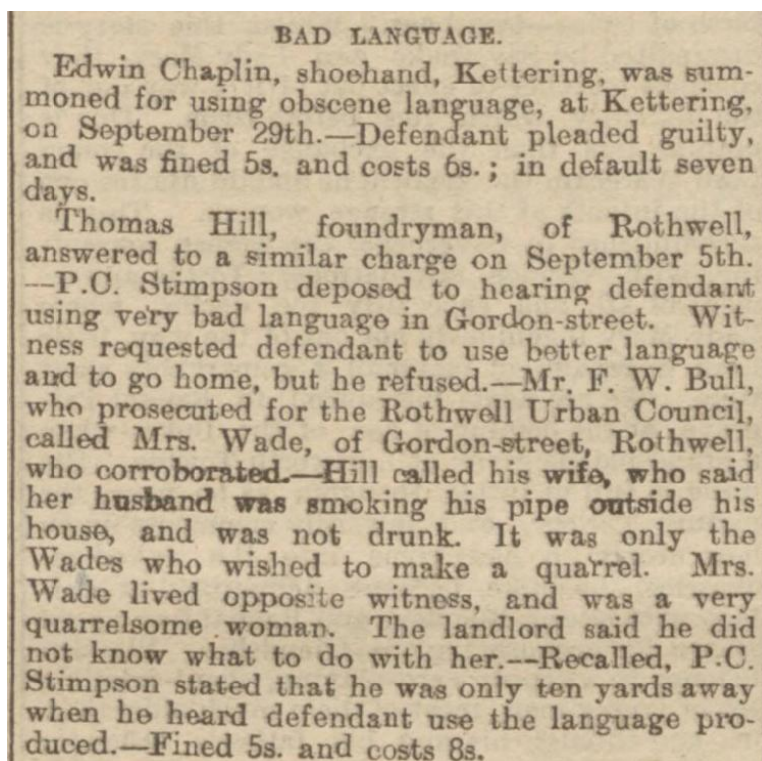 BAD LANGUAGE.
Edwin Chaplin, shoehand, Kettering, was sum-
moned for using obscene language, at Kettering,
on September 29th.—Defendant pleaded guilty,
and was fined 5s. and costs 6s.; in default seven
days.
Thomas Hill, foundryman, of Rothwell,
answered to a similar charge on September 5th.
—P.C. Stimpson deposed to hearing defendant
using very bad language in Gordon-street. Wit-
ness requested defendant to use better language
and to go home, but he refused.—Mr. F. W. Bull,
who prosecuted for the Rothwell Urban Council,
called Mrs. Wade, of Gordon-street, Rothwell,
who corroborated.—Hill called his wife, who said
her husband was smoking his pipe outside his
house, and was not drunk. It was only the
Wades who wished to make a quarrel. Mrs.
Wade lived opposite witness, and was a very
quarrelsome woman. The landlord said he did
not know what to do with her.—Recalled, P.C.
Stimpson stated that he was only ten yards away
when he heard defendant use the language pro-
duced.—Fined 5s. and costs 8s.